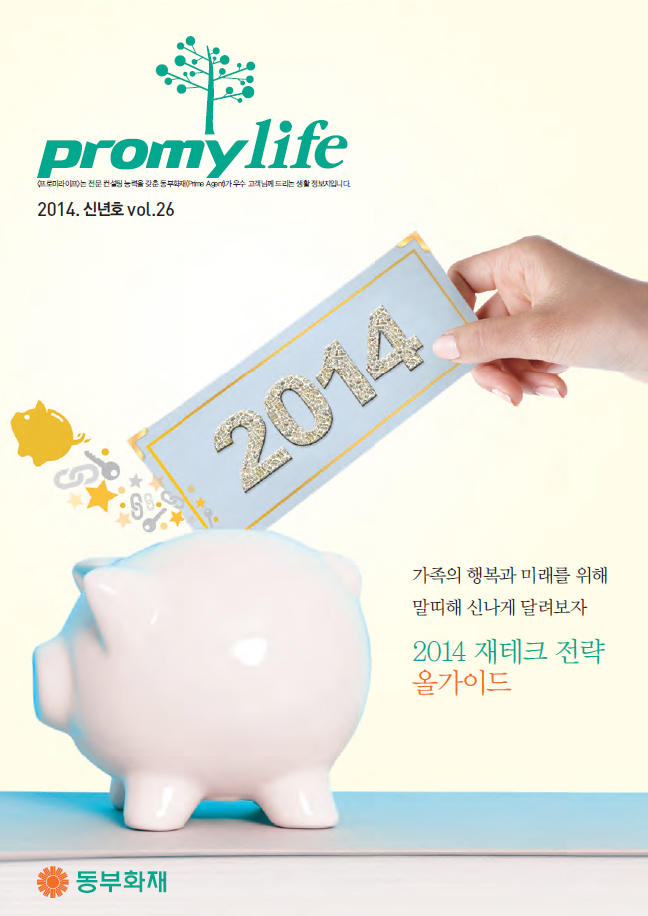 promylife
<프로미라이프>는 전문 컨설팅 능력을 갖춘 동부화재(Prime Agent)가 우수 고객님께 드리는 생활 정보지입니다.
2014. 신년호 vol.26
2014
가족의 행복과 미래를 위해
말띠해 신나게 달려보자
2014 재테크 전략
올가이드
동부화재